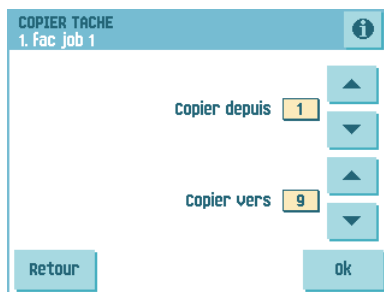 COPIER TACHE
1. Fac job 1
Copier depuis 1
Copier vers 9
Retour
Ok